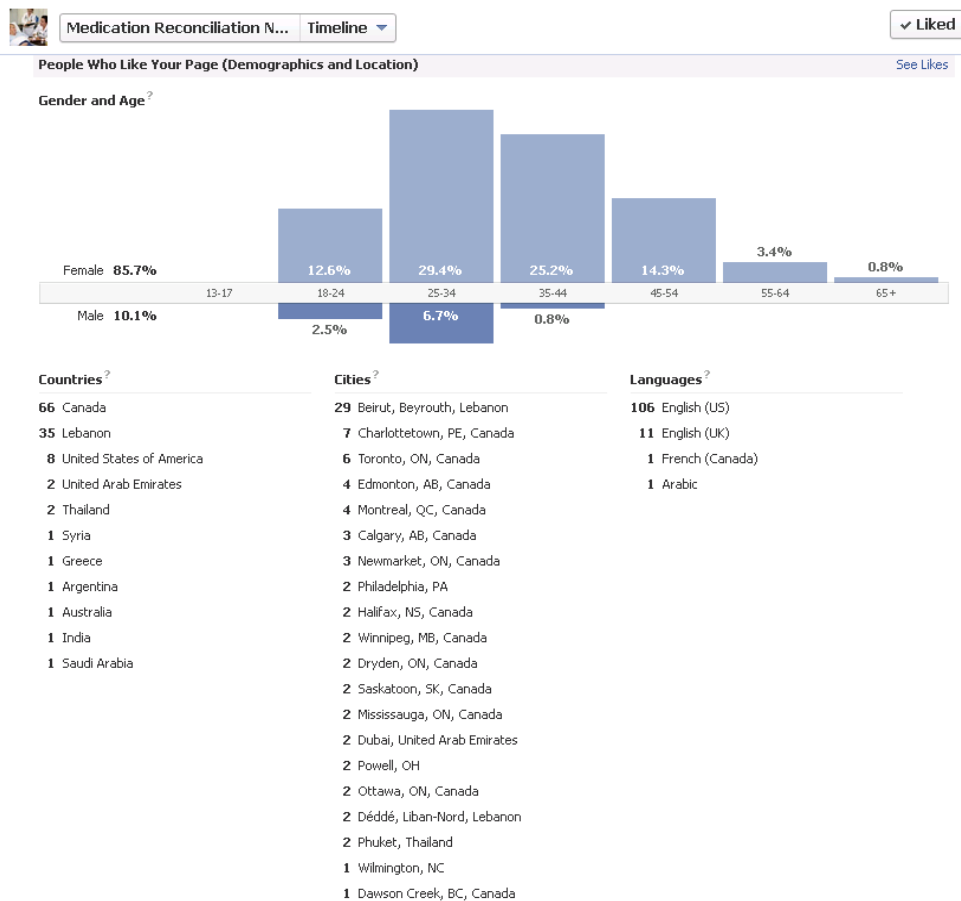 Medication Reconciliation N... Timeline
Liked
People Who Like Your Page (Demographics and Location) See Likes
Gender and Age?
Female 85.7% 12.6% 29.4% 25.2% 14.3% 3.4% 0.8%
13-17 18-24 25-34 35-44 45-54 55-64 65+
Male 10.1% 2.5% 6.7% 0.8%
Countries?
66 Canada
35 Lebanon
8 United States of America
2 United Arab Emirates
2 Thailand
1 Syria
1 Greece
1 Argentina
1 Australia
1 India
1 Saudi Arabia
Cities?
29 Beirut, Beyrouth, Lebanon
7 Charlottetown, PE, Canada
6 Toronto, ON, Canada
4 Edmonton, AB, Canada
4 Montreal, QC, Canada
3 Calgary, AB, Canada
3 Newmarket, ON, Canada
2 Philadelphia, PA
2 Halifax, NS, Canada
2 Winnipeg, MB, Canada
2 Dryden, ON, Canada
2 Saskatoon, SK, Canada
2 Mississauga, ON, Canada
2 Dubai, United Arab Emirates
2 Powell, OH
2 Ottawa, ON, Canada
2 Déddé, Liban-Nord, Lebanon
2 Phuket, Thailand
1 Wilmington, NC
1 Dawson Creek, BC, Canada
Languages?
106 English (US)
11 English (UK)
1 French (Canada)
1 Arabic